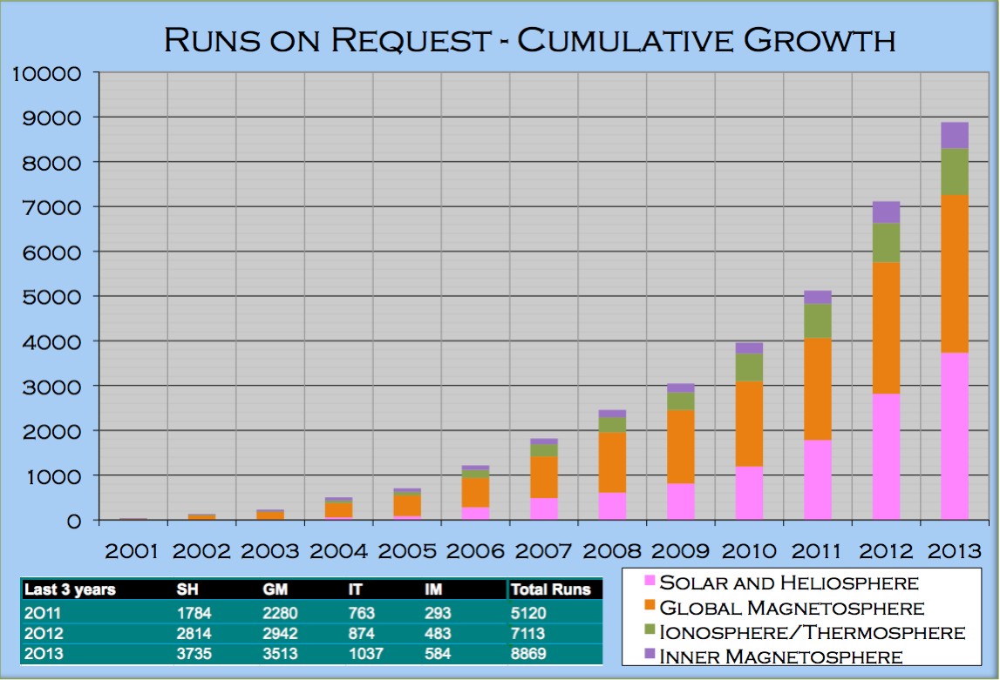 RUNS ON REQUEST - CUMULATIVE GROWTH
10000
9000
8000
7000
6000
5000
4000
3000
2000
1000
0
2001 2002 2003 2004 2005 2006 2007 2008 2009 2010 2011 2012 2013
Last 3 years SH GM IT IM Total Runs
2011 1784 2280 763 293 5120
2012 2814 2942 874 483 7113
2013 3735 3513 1037 584 8869
SOLAR AND HELIOSPHERE
GLOBAL MAGNETOSPHERE
IONOSPHERE/THERMOSPHERE
INNER MAGNETOSPHERE